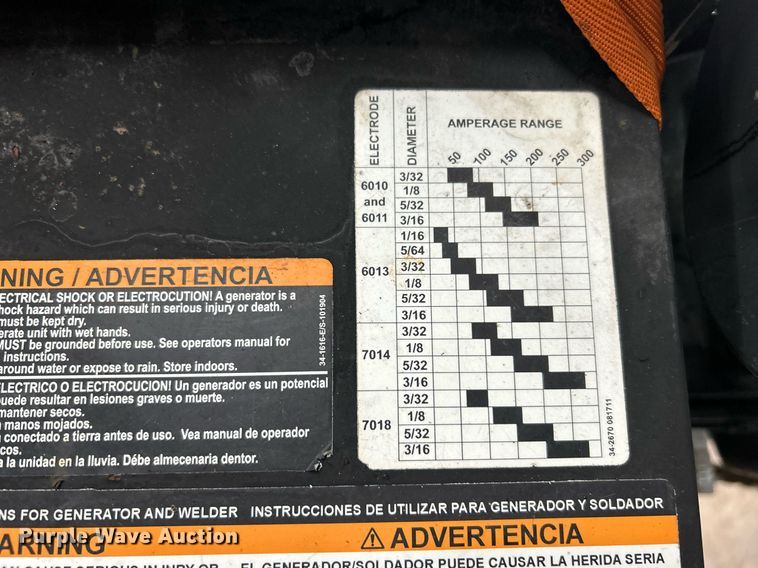 ELECTRODE
DIAMETER
AMPERAGE RANGE
50 100 150 200 250 300
6010
and
6011
3/32
1/8
5/32
3/16
6013
1/16
5/64
3/32
1/8
5/32
3/16
7014
3/32
1/8
5/32
3/16
7018
3/32
1/8
5/32
3/16
34-2670 081711
NING / ADVERTENCIA
ECTRICAL SHOCK OR ELECTROCUTION! A generator is a
shock hazard which can result in serious injury or death.
must be kept dry.
erate unit with wet hands.
MUST be grounded before use. See operators manual for
instructions.
around water or expose to rain. Store indoors.
34-1616-E/S-101904
ELECTRICO O ELECTROCUCION! Un generador es un potencial
puede resultar en lesiones graves o muerte.
mantener secos.
n manos mojados.
a conectado a tierra antes de uso. Vea manual de operador
cos.
a la unidad en la lluvia. Débe almecenaria dentor.
NS FOR GENERATOR AND WELDER INSTRUCCIONES DE UTILIZAR PARA GENERADOR Y SOLDADOR
ARNING
ADVERTENCIA
EL GENERADOR/SOLDADOR PUEDE CAUSAR LA HERIDA SERIA
Purple Wave Auction